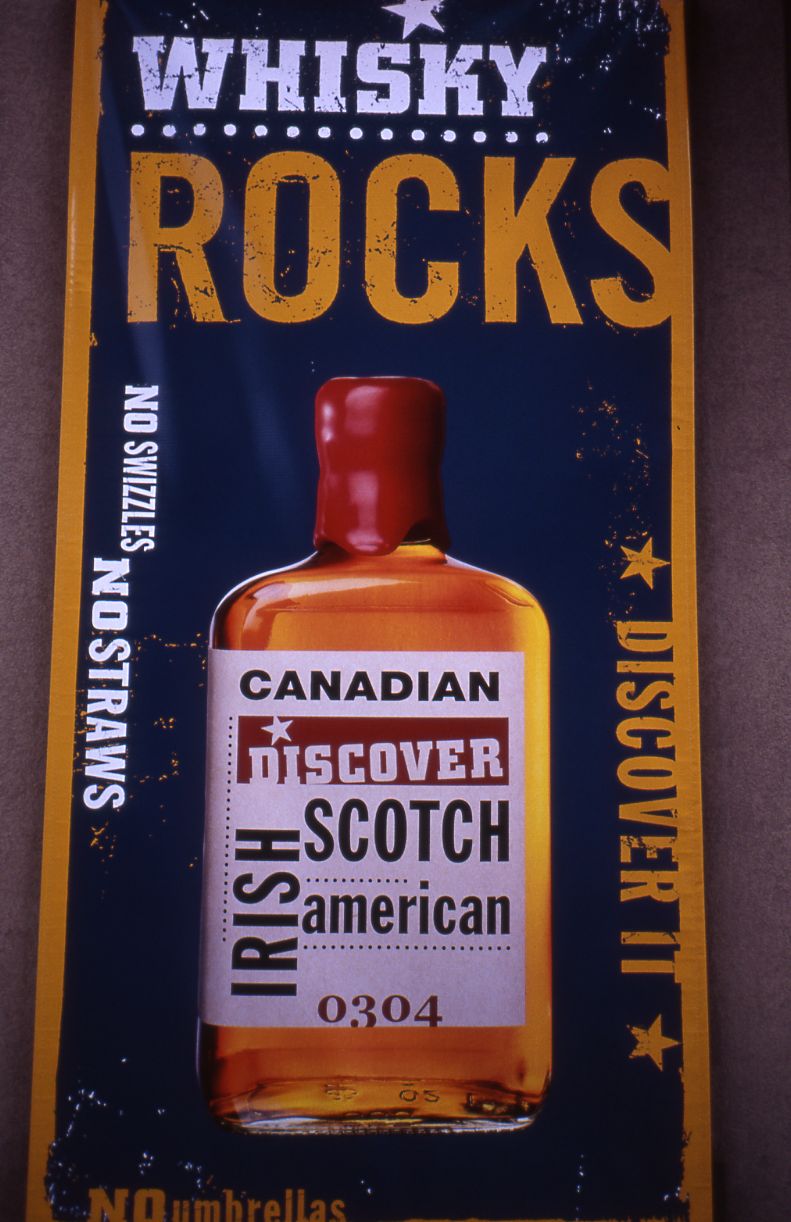 WHISKY
ROCKS
NO SWIZZLES
NO STRAWS
CANADIAN
DISCOVER
IRISH
SCOTCH
american
0304
DISCOVER IT
NO umbrellas